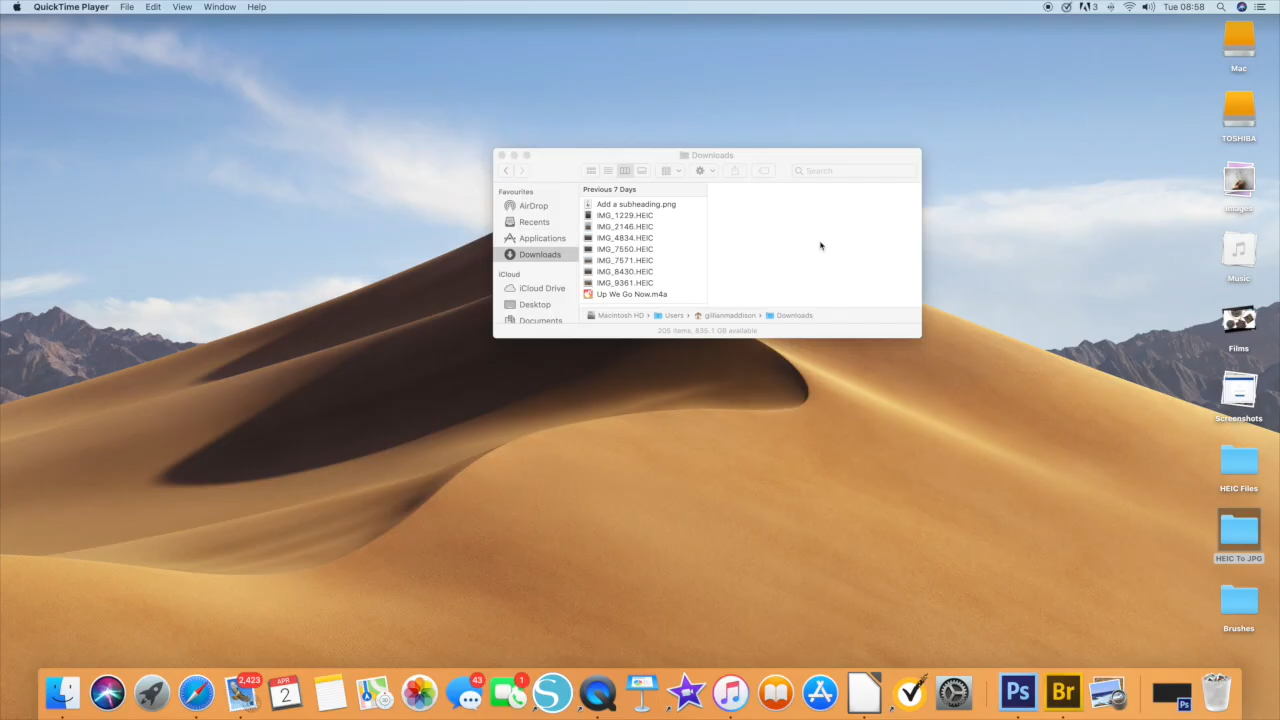 QuickTime Player File Edit View Window Help
3 Tue 08:58
Mac
TOSHIBA
Images
Music
Films
Screenshots
HEIC Files
HEIC To JPG
Brushes
Downloads
Search
Favourites
AirDrop
Recents
Applications
Downloads
iCloud
iCloud Drive
Desktop
Documents
Previous 7 Days
Add a subheading.png
IMG_1229.HEIC
IMG_2146.HEIC
IMG_4834.HEIC
IMG_7550.HEIC
IMG_7571.HEIC
IMG_8430.HEIC
IMG_9361.HEIC
Up We Go Now.m4a
Macintosh HD › Users › gillianmaddison › Downloads
205 items, 835.1 GB available
2,423
APR
2
43
1
S
Ps
Br
Ps